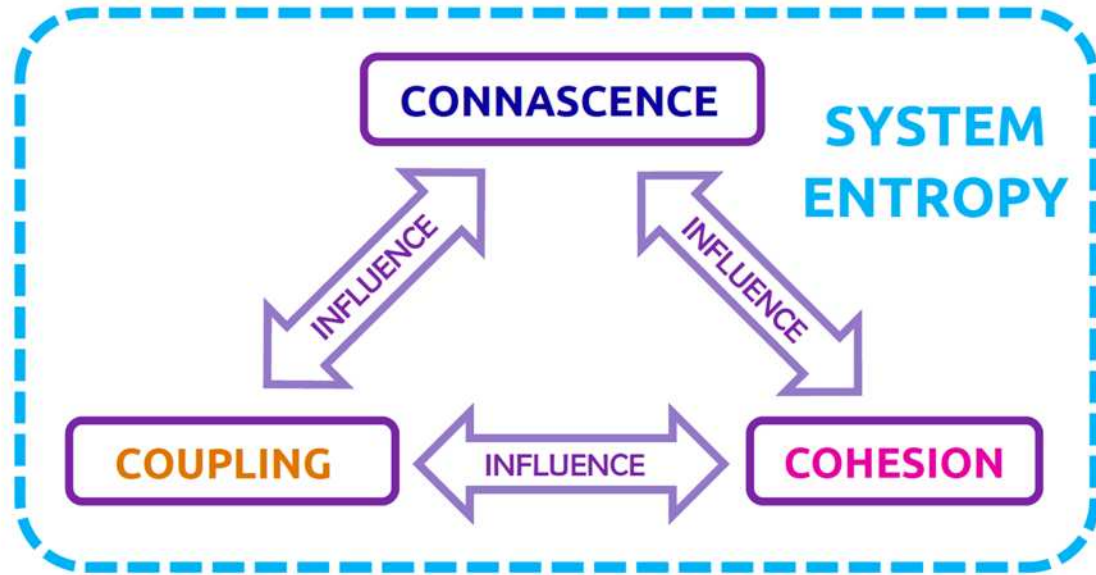 CONNASCENCE
SYSTEM
ENTROPY
INFLUENCE
INFLUENCE
COUPLING
INFLUENCE
COHESION